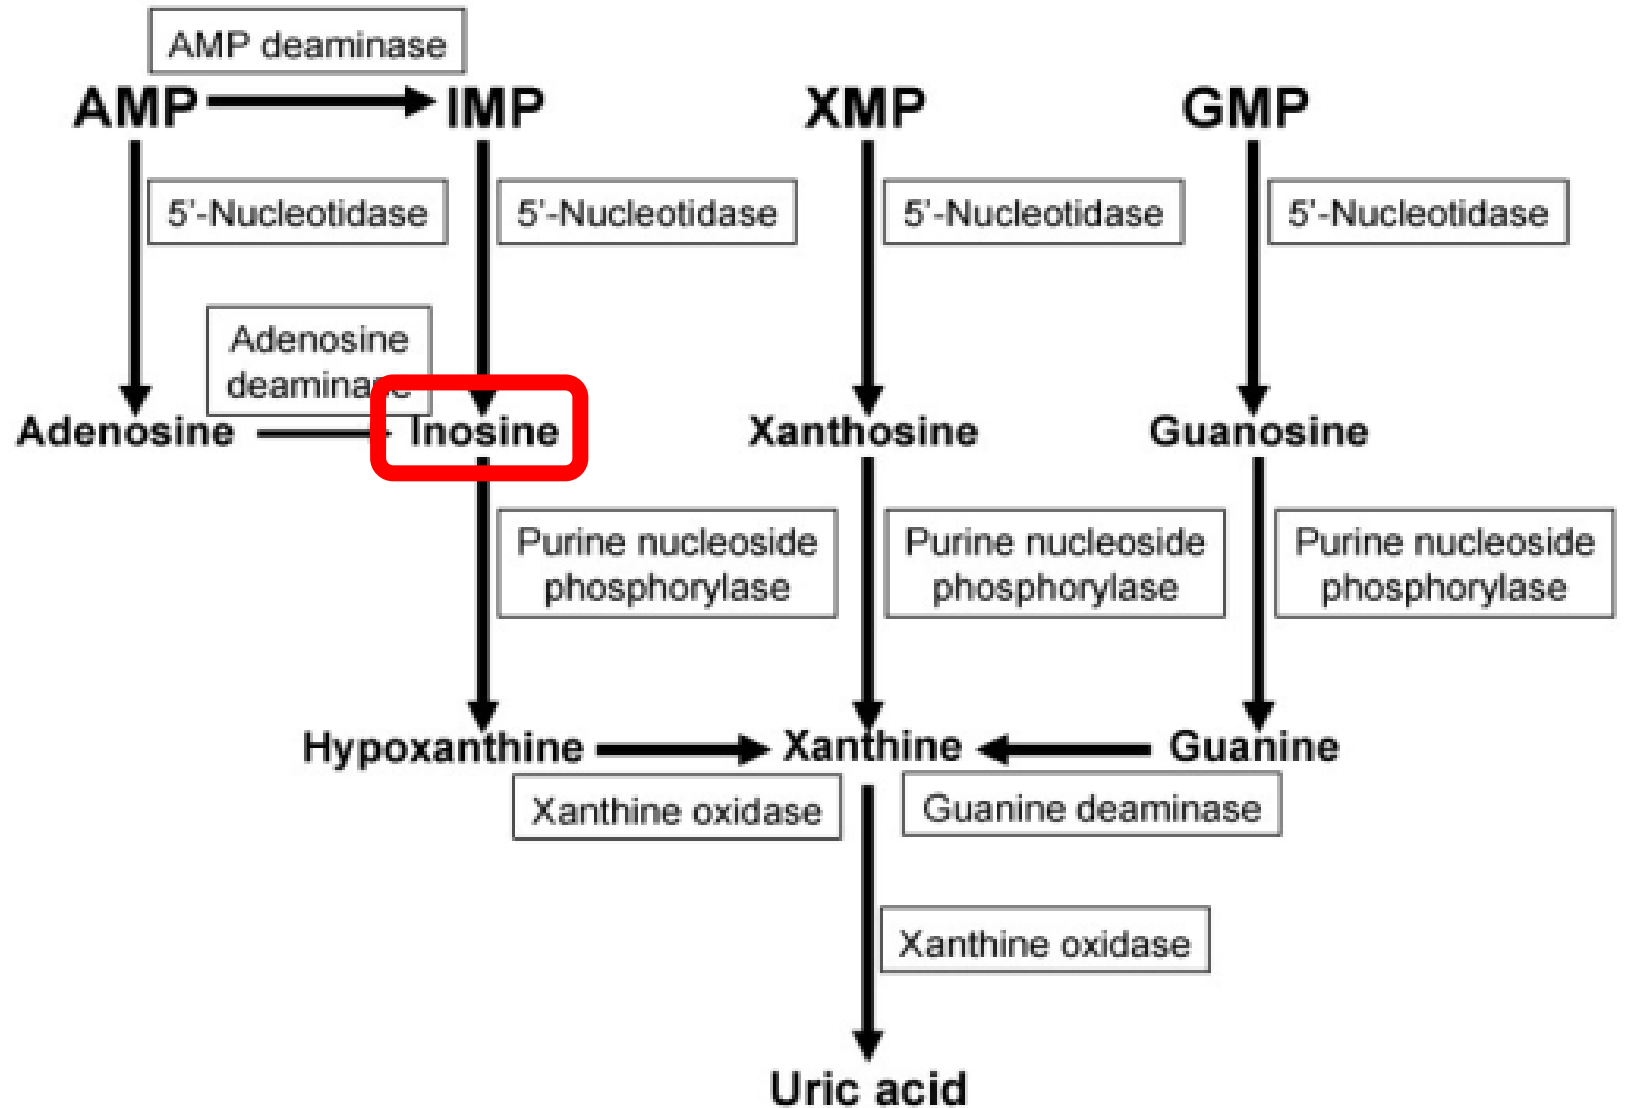 AMP deaminase
AMP
IMP
XMP
GMP
5'-Nucleotidase
5'-Nucleotidase
5'-Nucleotidase
5'-Nucleotidase
Adenosine
deaminase
Adenosine
Inosine
Xanthosine
Guanosine
Purine nucleoside
phosphorylase
Purine nucleoside
phosphorylase
Purine nucleoside
phosphorylase
Hypoxanthine
Xanthine
Guanine
Xanthine oxidase
Guanine deaminase
Xanthine oxidase
Uric acid